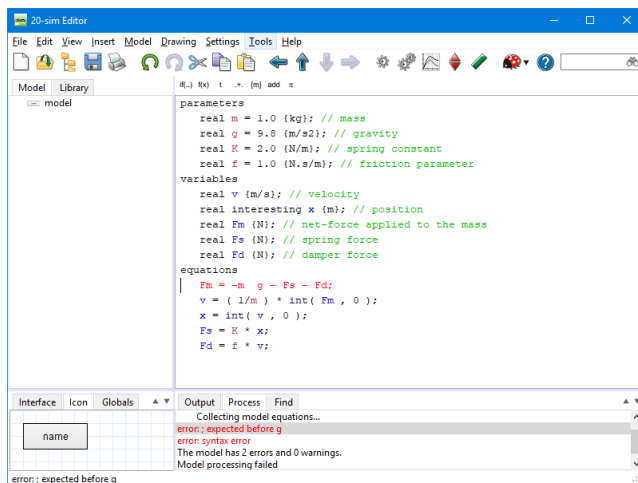 20-sim Editor
File Edit View Insert Model Drawing Settings Tools Help
Model Library
if(..) f(x) t .+. {m} add π
model
parameters
real m = 1.0 {kg}; // mass
real g = 9.8 {m/s2}; // gravity
real K = 2.0 {N/m}; // spring constant
real f = 1.0 {N.s/m}; // friction parameter
variables
real v {m/s}; // velocity
real interesting x {m}; // position
real Fm {N}; // net-force applied to the mass
real Fs {N}; // spring force
real Fd {N}; // damper force
equations
Fm = -m g - Fs - Fd;
v = ( 1/m ) * int( Fm , 0 );
x = int( v , 0 );
Fs = K * x;
Fd = f * v;
Interface Icon Globals
name
Output Process Find
Collecting model equations...
error: ; expected before g
error: syntax error
The model has 2 errors and 0 warnings.
Model processing failed
error: ; expected before g